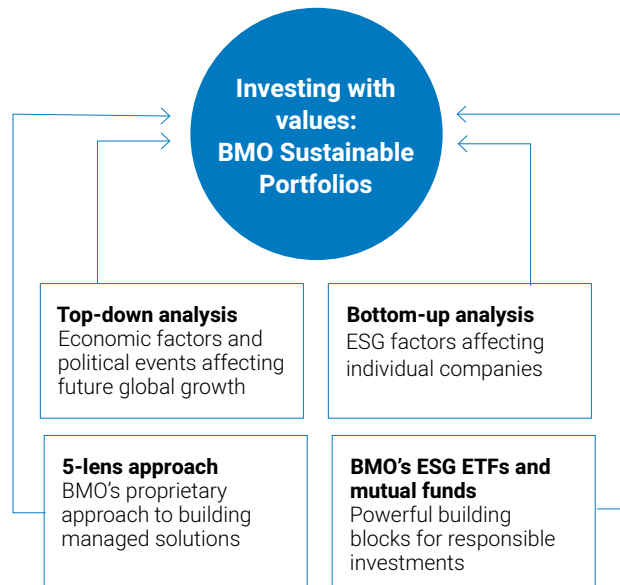 Investing with
values:
BMO Sustainable
Portfolios
Top-down analysis
Economic factors and
political events affecting
future global growth
Bottom-up analysis
ESG factors affecting
individual companies
5-lens approach
BMO’s proprietary
approach to building
managed solutions
BMO’s ESG ETFs and
mutual funds
Powerful building
blocks for responsible
investments